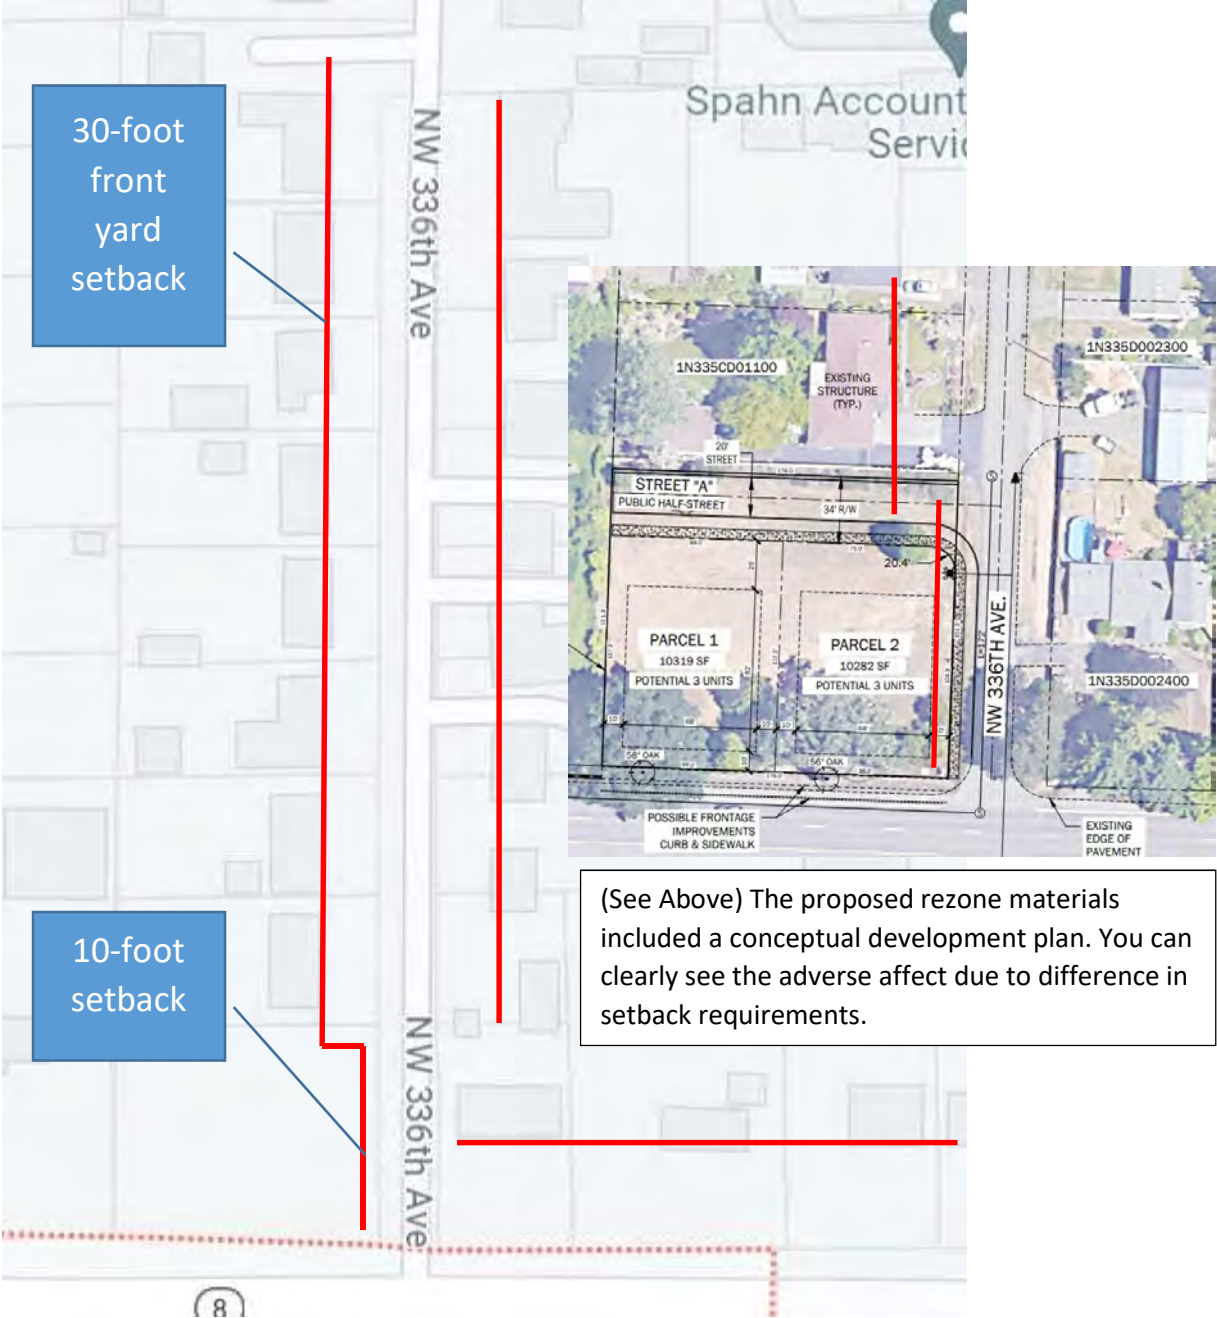 30-foot
front
yard
setback
10-foot
setback
NW 336th Ave
NW 336th Ave
Spahn Account
Servic
8
1N335CD01100
EXISTING
STRUCTURE
(TYP.)
1N335D002300
20'
STREET
STREET "A"
PUBLIC HALF-STREET
34' R/W
20.4'
PARCEL 1
10319 SF
POTENTIAL 3 UNITS
PARCEL 2
10282 SF
POTENTIAL 3 UNITS
NW 336TH AVE.
1N335D002400
56" OAK
56" OAK
POSSIBLE FRONTAGE
IMPROVEMENTS
CURB & SIDEWALK
EXISTING
EDGE OF
PAVEMENT
(See Above) The proposed rezone materials
included a conceptual development plan. You can
clearly see the adverse affect due to difference in
setback requirements.